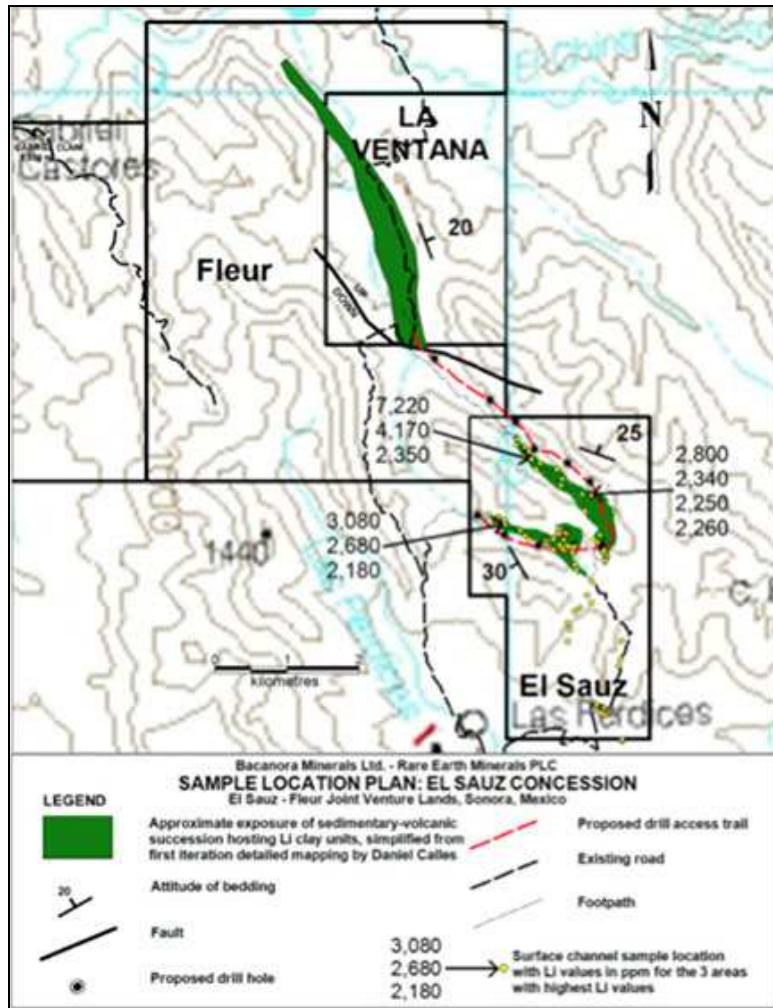 LA
VENTANA
N
20
Fleur
UP
DOWN
7,220
4,170
2,350
25
2,800
2,340
2,250
2,260
3,080
2,680
2,180
1440
30
0 1 2
kilometres
El Sauz
Bacanora Minerals Ltd. - Rare Earth Minerals PLC
SAMPLE LOCATION PLAN: EL SAUZ CONCESSION
El Sauz - Fleur Joint Venture Lands, Sonora, Mexico
LEGEND
Approximate exposure of sedimentary-volcanic
succession hosting Li clay units, simplified from
first iteration detailed mapping by Daniel Calles
20
Attitude of bedding
Fault
Proposed drill hole
Proposed drill access trail
Existing road
Footpath
3,080
2,680
2,180
Surface channel sample location
with Li values in ppm for the 3 areas
with highest Li values